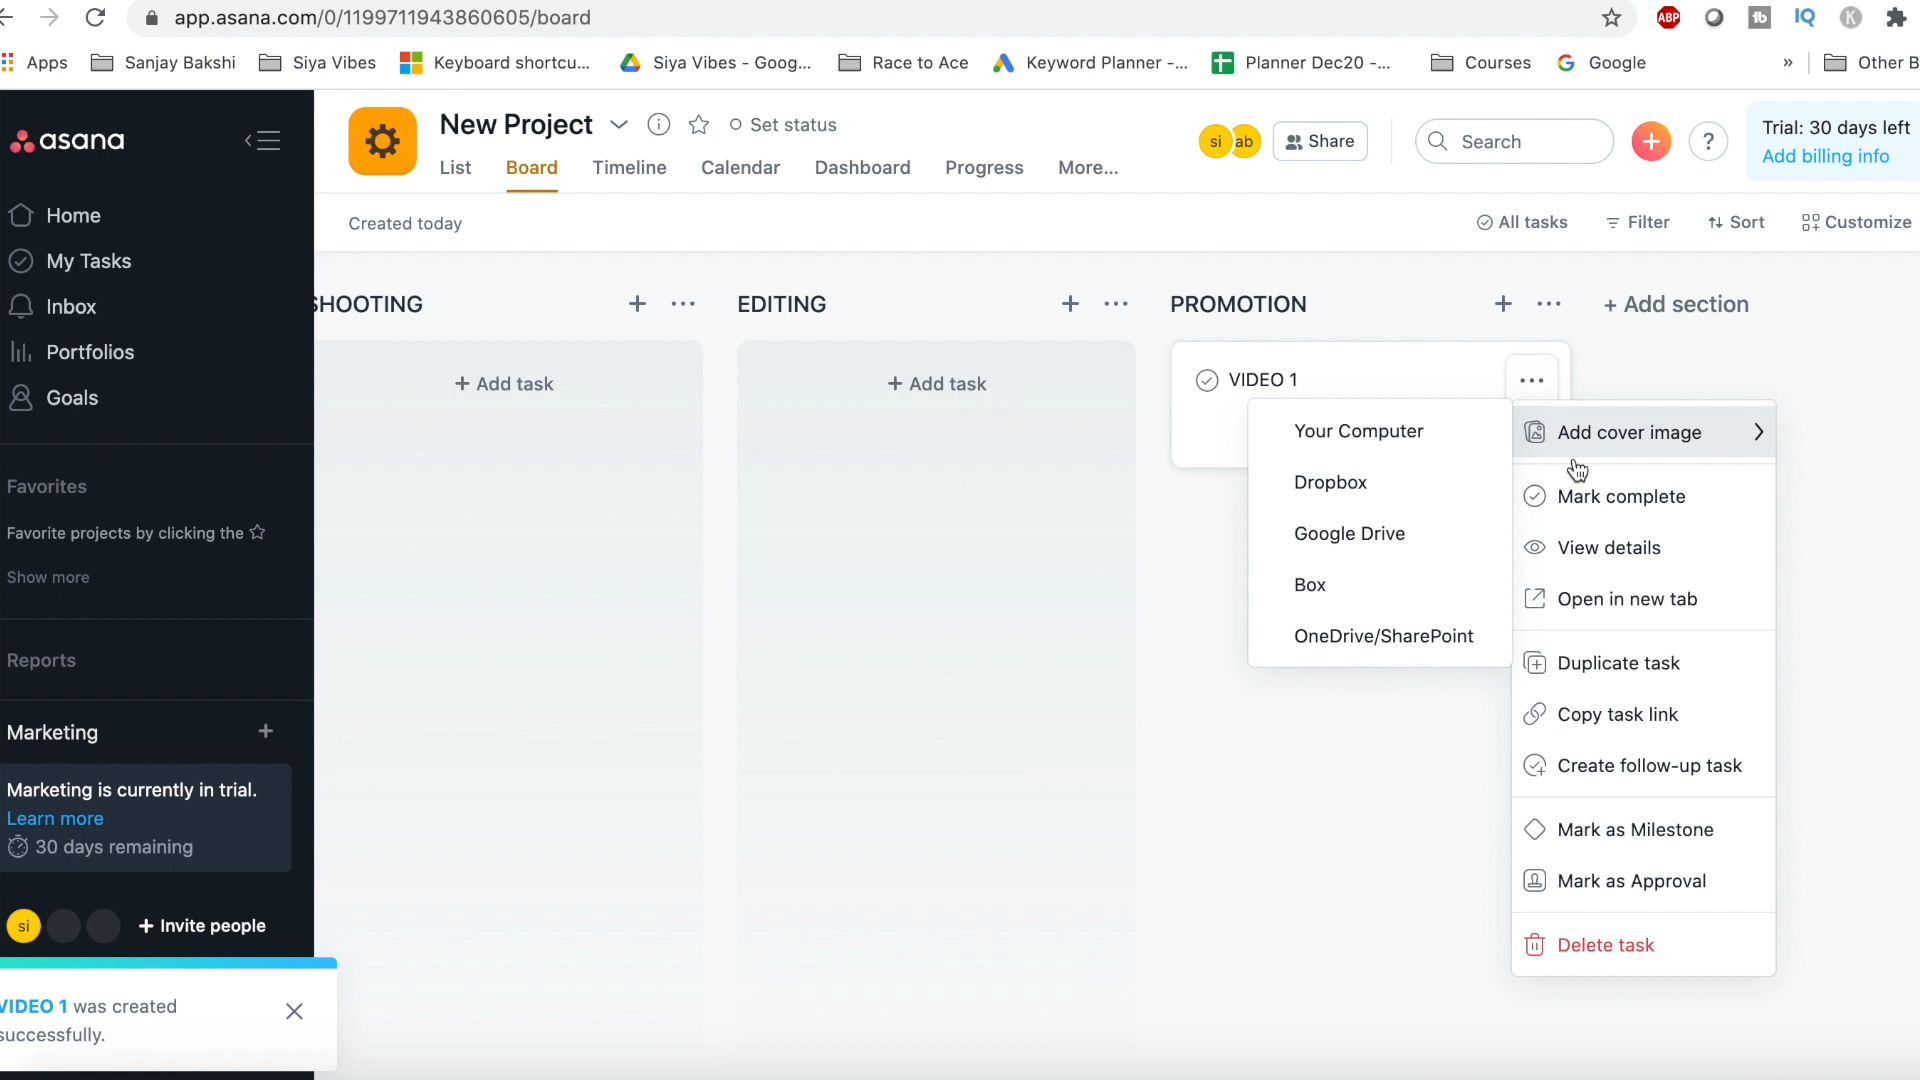 app.asana.com/0/1199711943860605/board
ABP
tb
IQ
K
Apps
Sanjay Bakshi
Siya Vibes
Keyboard shortcu...
Siya Vibes - Goog...
Race to Ace
Keyword Planner -...
Planner Dec20 -...
Courses
Google
»
Other B
asana
Home
My Tasks
Inbox
Portfolios
Goals
Favorites
Favorite projects by clicking the
Show more
Reports
Marketing
Marketing is currently in trial.
Learn more
30 days remaining
si
+ Invite people
VIDEO 1 was created
successfully.
New Project
Set status
List
Board
Timeline
Calendar
Dashboard
Progress
More...
si
ab
Share
Search
?
Trial: 30 days left
Add billing info
Created today
All tasks
Filter
Sort
Customize
SHOOTING
+ Add task
EDITING
+ Add task
PROMOTION
+ Add section
VIDEO 1
Your Computer
Dropbox
Google Drive
Box
OneDrive/SharePoint
Add cover image
Mark complete
View details
Open in new tab
Duplicate task
Copy task link
Create follow-up task
Mark as Milestone
Mark as Approval
Delete task